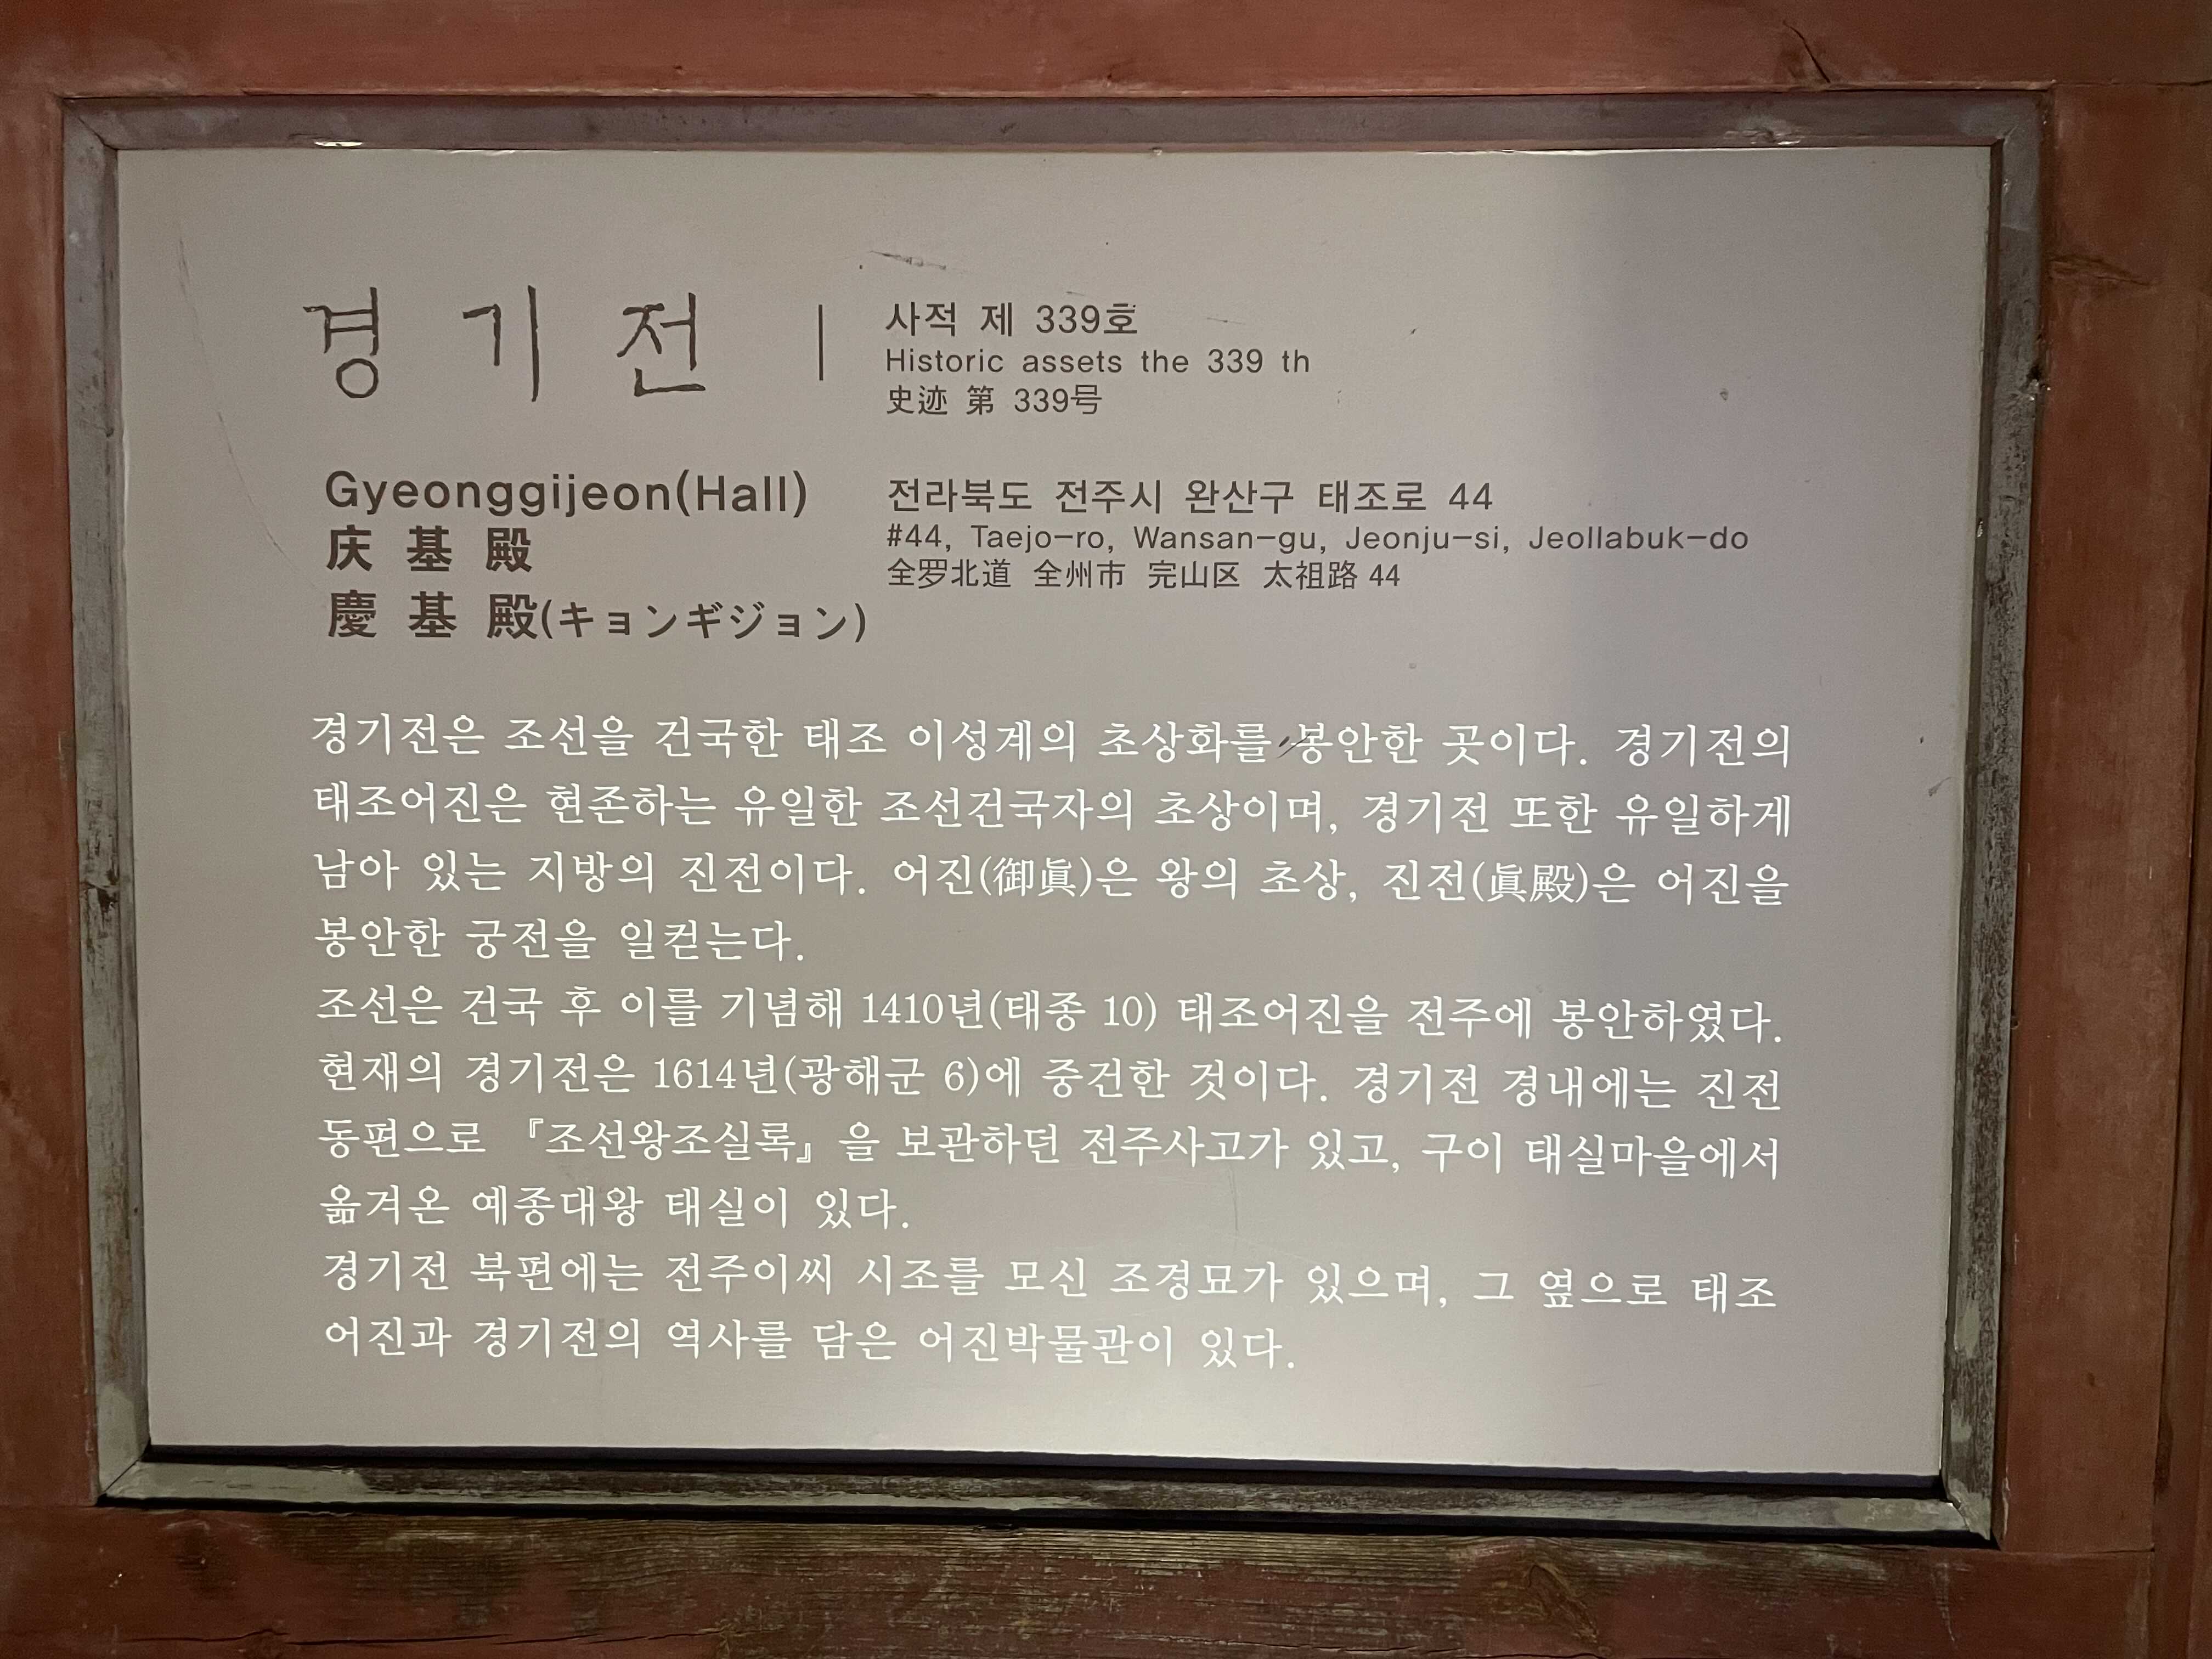 경기전
사적 제 339호
Historic assets the 339 th
史迹 第 339号
Gyeonggijeon(Hall)
庆基殿
慶基殿(キョンギジョン)
전라북도 전주시 완산구 태조로 44
#44, Taejo-ro, Wansan-gu, Jeonju-si, Jeollabuk-do
全罗北道 全州市 完山区 太祖路 44
경기전은 조선을 건국한 태조 이성계의 초상화를 봉안한 곳이다. 경기전의
태조어진은 현존하는 유일한 조선건국자의 초상이며, 경기전 또한 유일하게
남아 있는 지방의 진전이다. 어진(御眞)은 왕의 초상, 진전(眞殿)은 어진을
봉안한 궁전을 일컫는다.
조선은 건국 후 이를 기념해 1410년(태종 10) 태조어진을 전주에 봉안하였다.
현재의 경기전은 1614년(광해군 6)에 중건한 것이다. 경기전 경내에는 진전
동편으로 『조선왕조실록』을 보관하던 전주사고가 있고, 구이 태실마을에서
옮겨온 예종대왕 태실이 있다.
경기전 북편에는 전주이씨 시조를 모신 조경묘가 있으며, 그 옆으로 태조
어진과 경기전의 역사를 담은 어진박물관이 있다.